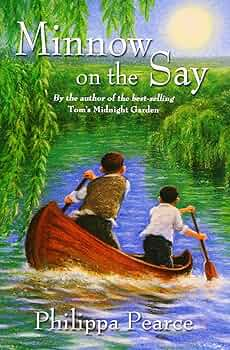 Minnow
on the Say
By the author of the best-selling
Tom's Midnight Garden
Philippa Pearce